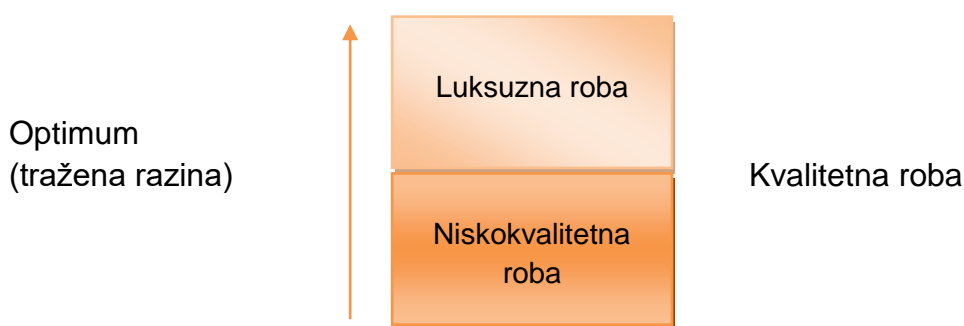 Luksuzna roba
Optimum
(tražena razina)
Kvalitetna roba
Niskokvalitetna
roba